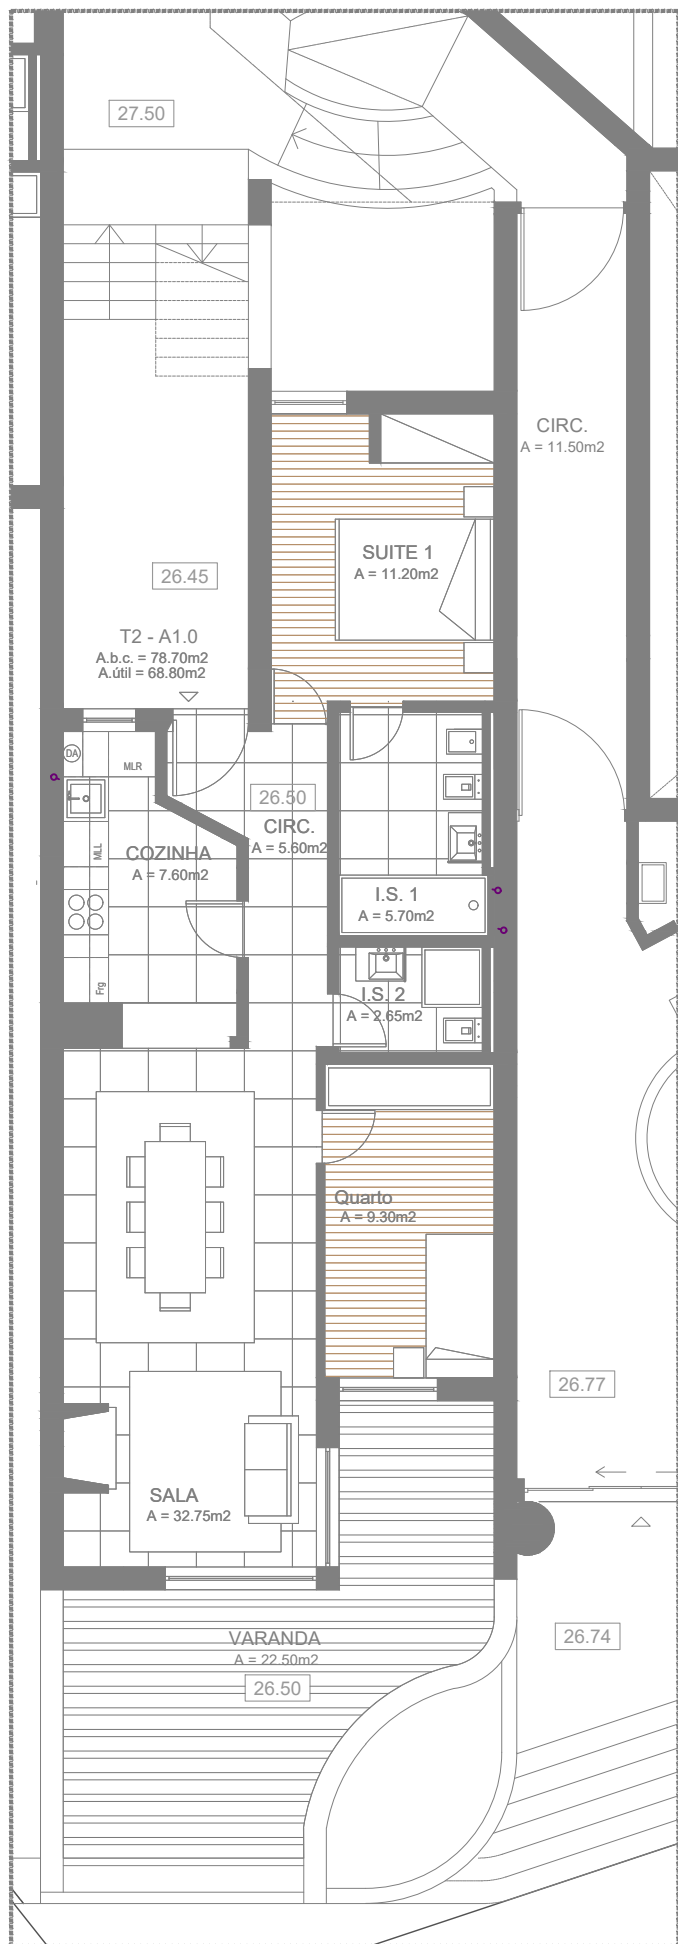 27.50
CIRC.
A = 11.50m2
SUITE 1
A = 11.20m2
26.45
T2 - A1.0
A.b.c. = 78.70m2
A.útil = 68.80m2
DA
MLR
26.50
CIRC.
A = 5.60m2
MLL
COZINHA
A = 7.60m2
I.S. 1
A = 5.70m2
Frg
I.S. 2
A = 2.65m2
Quarto
A = 9.30m2
26.77
SALA
A = 32.75m2
VARANDA
A = 22.50m2
26.50
26.74